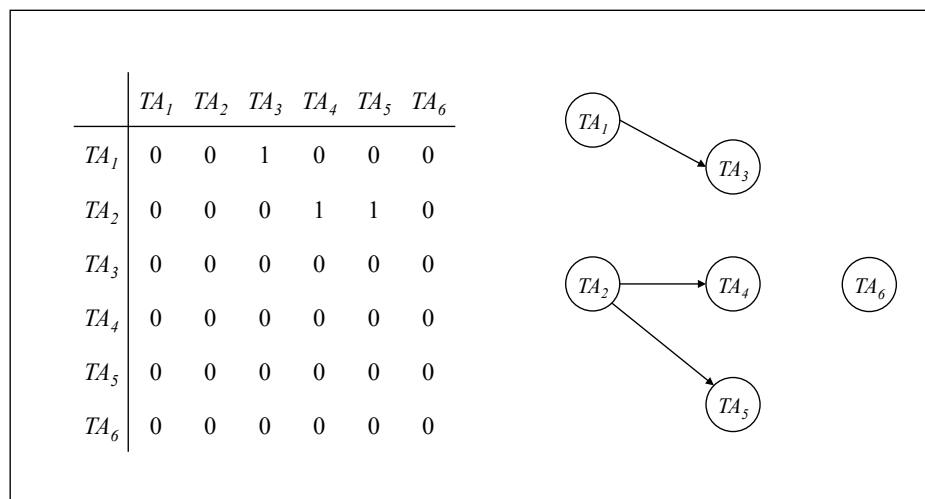 TA1 TA2 TA3 TA4 TA5 TA6
TA1 0 0 1 0 0 0
TA2 0 0 0 1 1 0
TA3 0 0 0 0 0 0
TA4 0 0 0 0 0 0
TA5 0 0 0 0 0 0
TA6 0 0 0 0 0 0
TA1
TA3
TA2 TA4 TA6
TA5